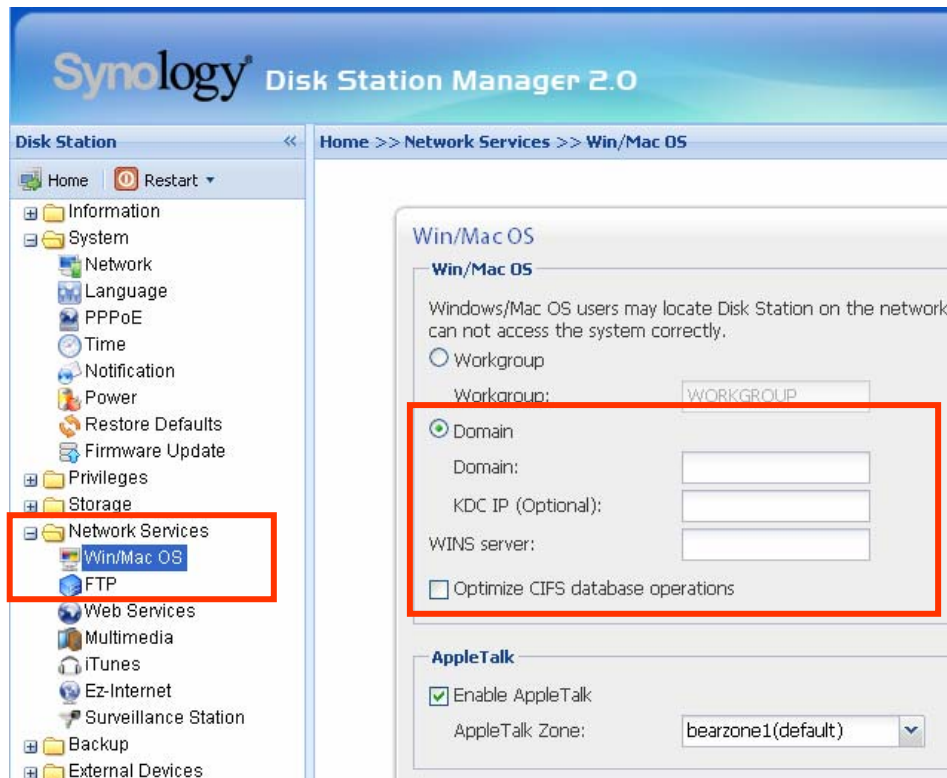 Synology Disk Station Manager 2.0
Disk Station «
Home >> Network Services >> Win/Mac OS
Home Restart
Information
System
Network
Language
PPPoE
Time
Notification
Power
Restore Defaults
Firmware Update
Privileges
Storage
Network Services
Win/Mac OS
FTP
Web Services
Multimedia
iTunes
Ez-Internet
Surveillance Station
Backup
External Devices
Win/Mac OS
Win/Mac OS
Windows/Mac OS users may locate Disk Station on the network
can not access the system correctly.
Workgroup
Workgroup: WORKGROUP
Domain
Domain:
KDC IP (Optional):
WINS server:
Optimize CIFS database operations
AppleTalk
Enable AppleTalk
AppleTalk Zone: bearzone1(default)